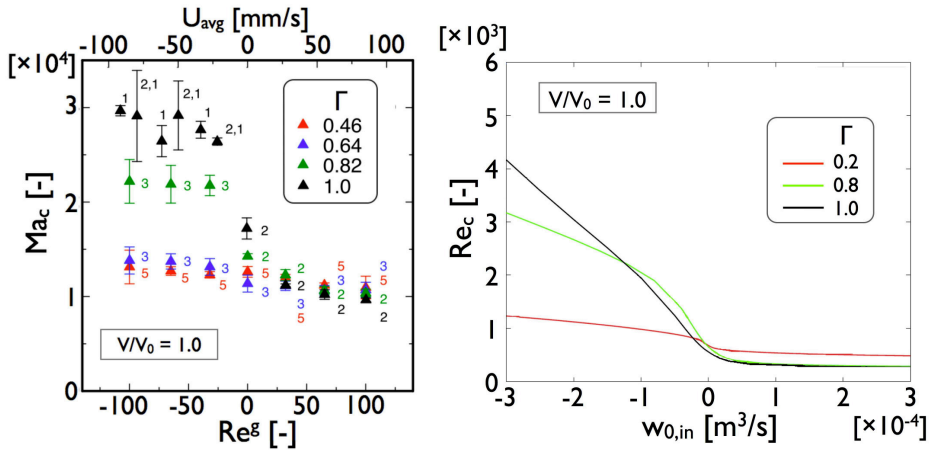 U_avg [mm/s]
-100 -50 0 50 100
[×10⁴]
4
3
2
1
0
Ma_c [-]
1
2,1
1
2,1
1
2,1
3 3 3
2
2
3 3 3
5 5 5
5
3
2
2
3
5
5
3
2
2
3
5
2
2
Γ
0.46
0.64
0.82
1.0
V/V₀ = 1.0
-100 -50 0 50 100
Re^g [-]
[×10³]
6
5
4
3
2
1
0
Re_c [-]
V/V₀ = 1.0
Γ
0.2
0.8
1.0
-3 -2 -1 0 1 2 3
w₀,in [m³/s]
[×10⁻⁴]